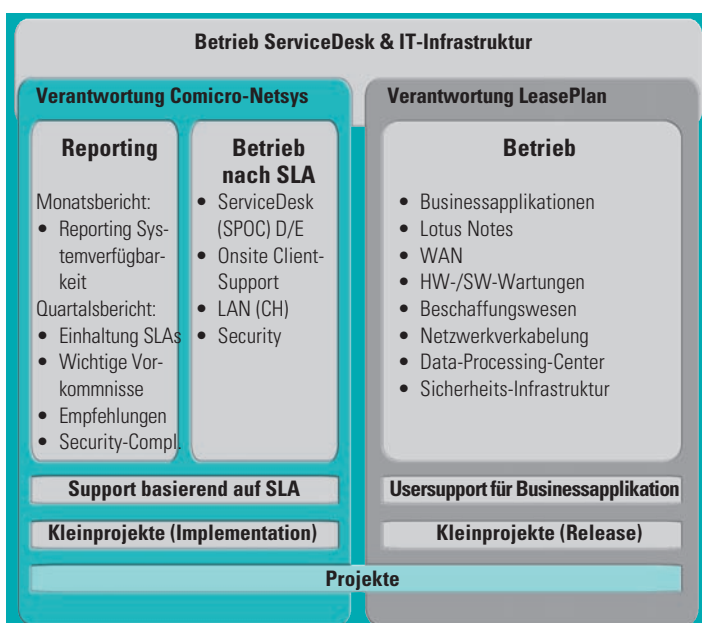 Betrieb ServiceDesk & IT-Infrastruktur
Verantwortung Comicro-Netsys
Reporting
Monatsbericht:
• Reporting Sys-
temverfügbar-
keit
Quartalsbericht:
• Einhaltung SLAs
• Wichtige Vor-
kommnisse
• Empfehlungen
• Security-Compl.
Betrieb
nach SLA
• ServiceDesk
(SPOC) D/E
• Onsite Client-
Support
• LAN (CH)
• Security
Support basierend auf SLA
Kleinprojekte (Implementation)
Verantwortung LeasePlan
Betrieb
• Businessapplikationen
• Lotus Notes
• WAN
• HW-/SW-Wartungen
• Beschaffungswesen
• Netzwerkverkabelung
• Data-Processing-Center
• Sicherheits-Infrastruktur
Usersupport für Businessapplikation
Kleinprojekte (Release)
Projekte